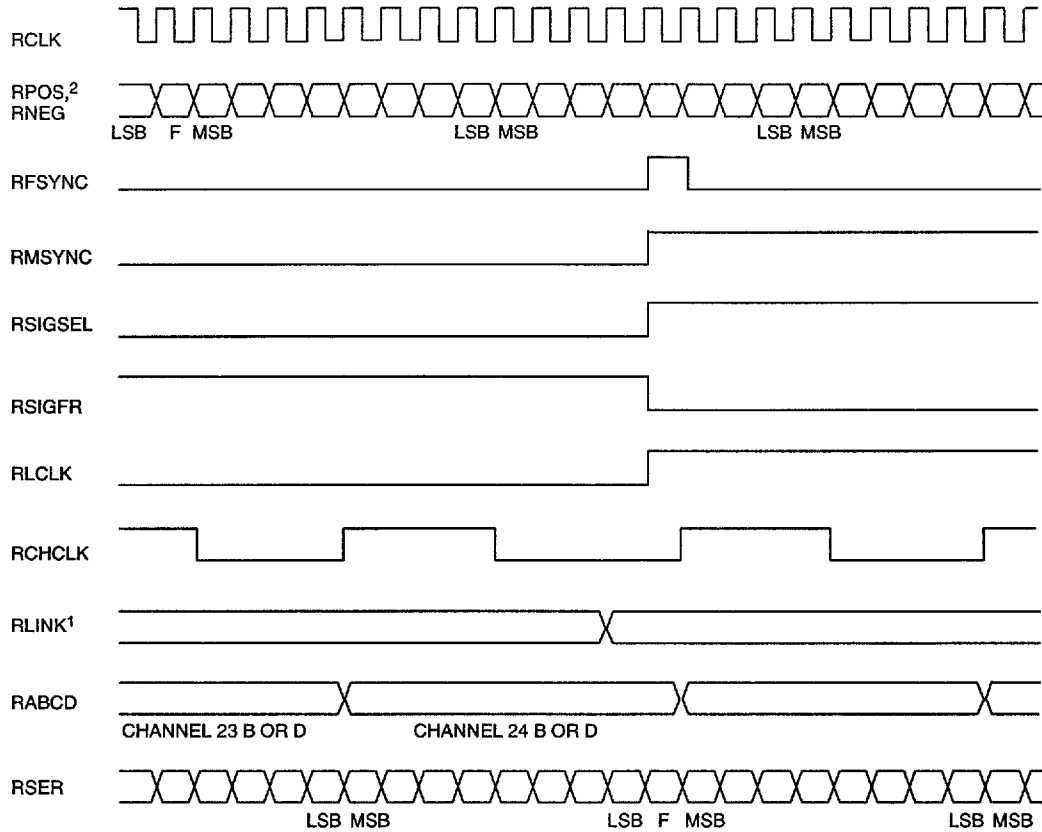 RCLK
RPOS,2
RNEG
LSB F MSB LSB MSB LSB MSB
RFSYNC
RMSYNC
RSIGSEL
RSIGFR
RLCLK
RCHCLK
RLINK1
RABCD
CHANNEL 23 B OR D CHANNEL 24 B OR D
RSER
LSB MSB LSB F MSB LSB MSB